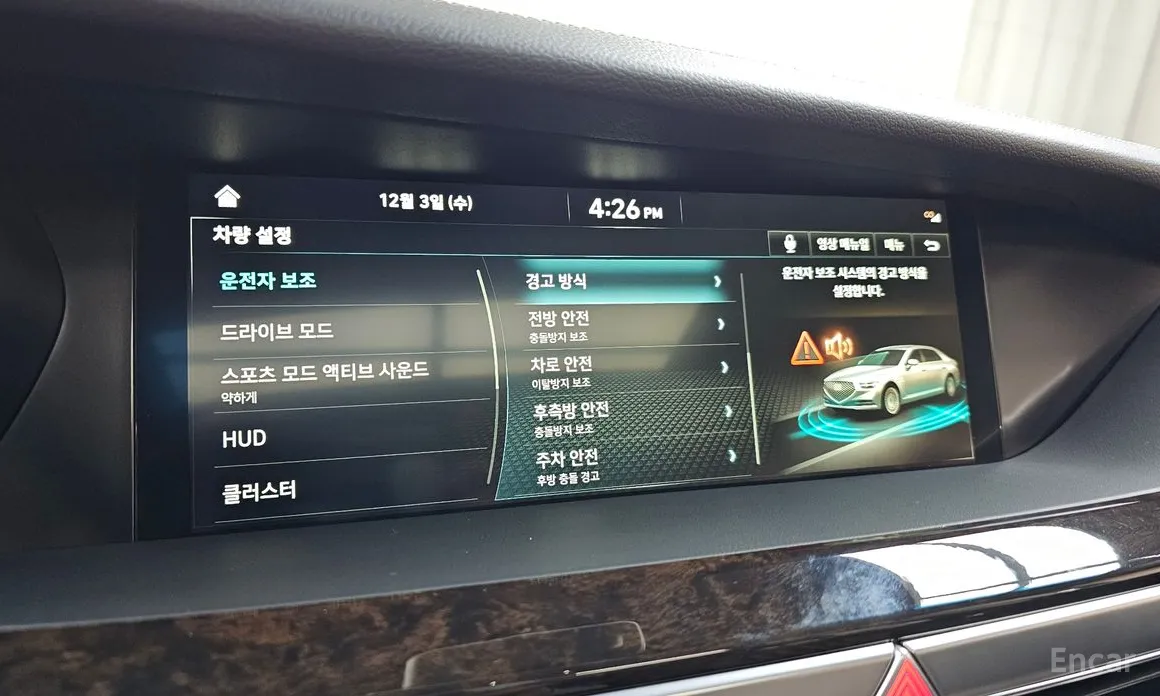 12월 3일 (수)
4:26 PM
차량 설정
영상 매뉴얼
메뉴
운전자 보조
드라이브 모드
스포츠 모드 액티브 사운드
약하게
HUD
클러스터
경고 방식
전방 안전
충돌방지 보조
차로 안전
이탈방지 보조
후측방 안전
충돌방지 보조
주차 안전
후방 충돌 경고
운전자 보조 시스템의 경고 방식을
설정합니다.
Encar